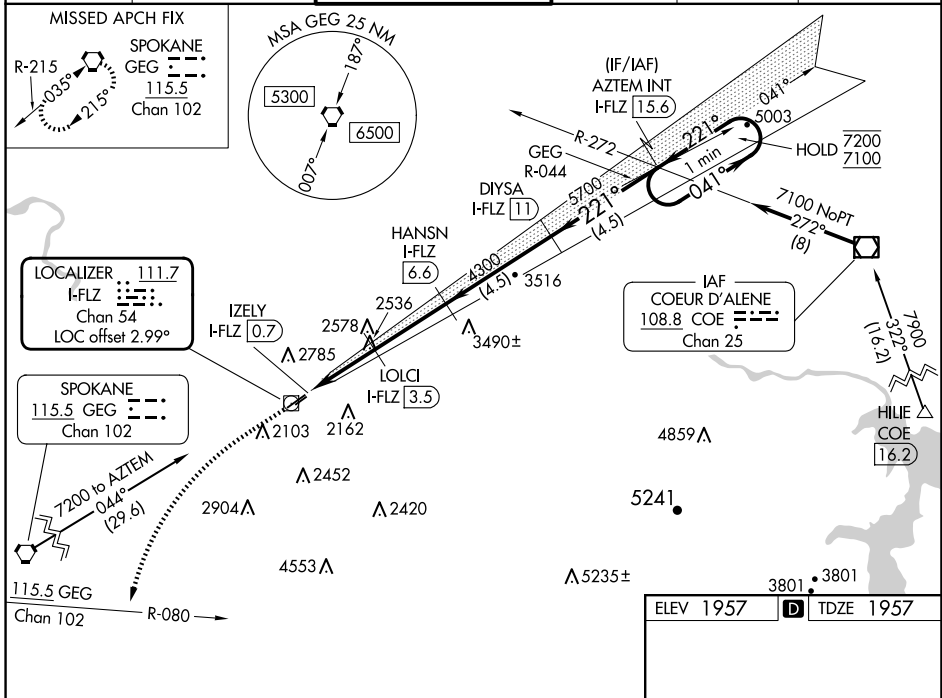 MISSED APCH FIX
SPOKANE
GEG
115.5
Chan 102
R-215
035°
215°
MSA GEG 25 NM
187°
5300
6500
007°
(IF/IAF)
AZTEM INT
I-FLZ 15.6
041°
5003
221°
1 min
041°
HOLD 7200
7100
R-272
GEG
R-044
5700
221°
(4.5)
DIYSA
I-FLZ 11
7100 NoPT
272°
(8)
HANSN
I-FLZ
6.6
4300
(4.5)
3516
3490±
IAF
COEUR D'ALENE
108.8 COE
Chan 25
7900
322°
(16.2)
HILIE
COE
16.2
LOCALIZER 111.7
I-FLZ
Chan 54
LOC offset 2.99°
IZELY
I-FLZ 0.7
2536
2578
2785
LOLCI
I-FLZ 3.5
SPOKANE
115.5 GEG
Chan 102
2103
2162
4859
2452
7200 to AZTEM
044°
(29.6)
2904
2420
5241
4553
5235±
3801
3801
115.5 GEG
Chan 102
R-080
ELEV 1957 D TDZE 1957